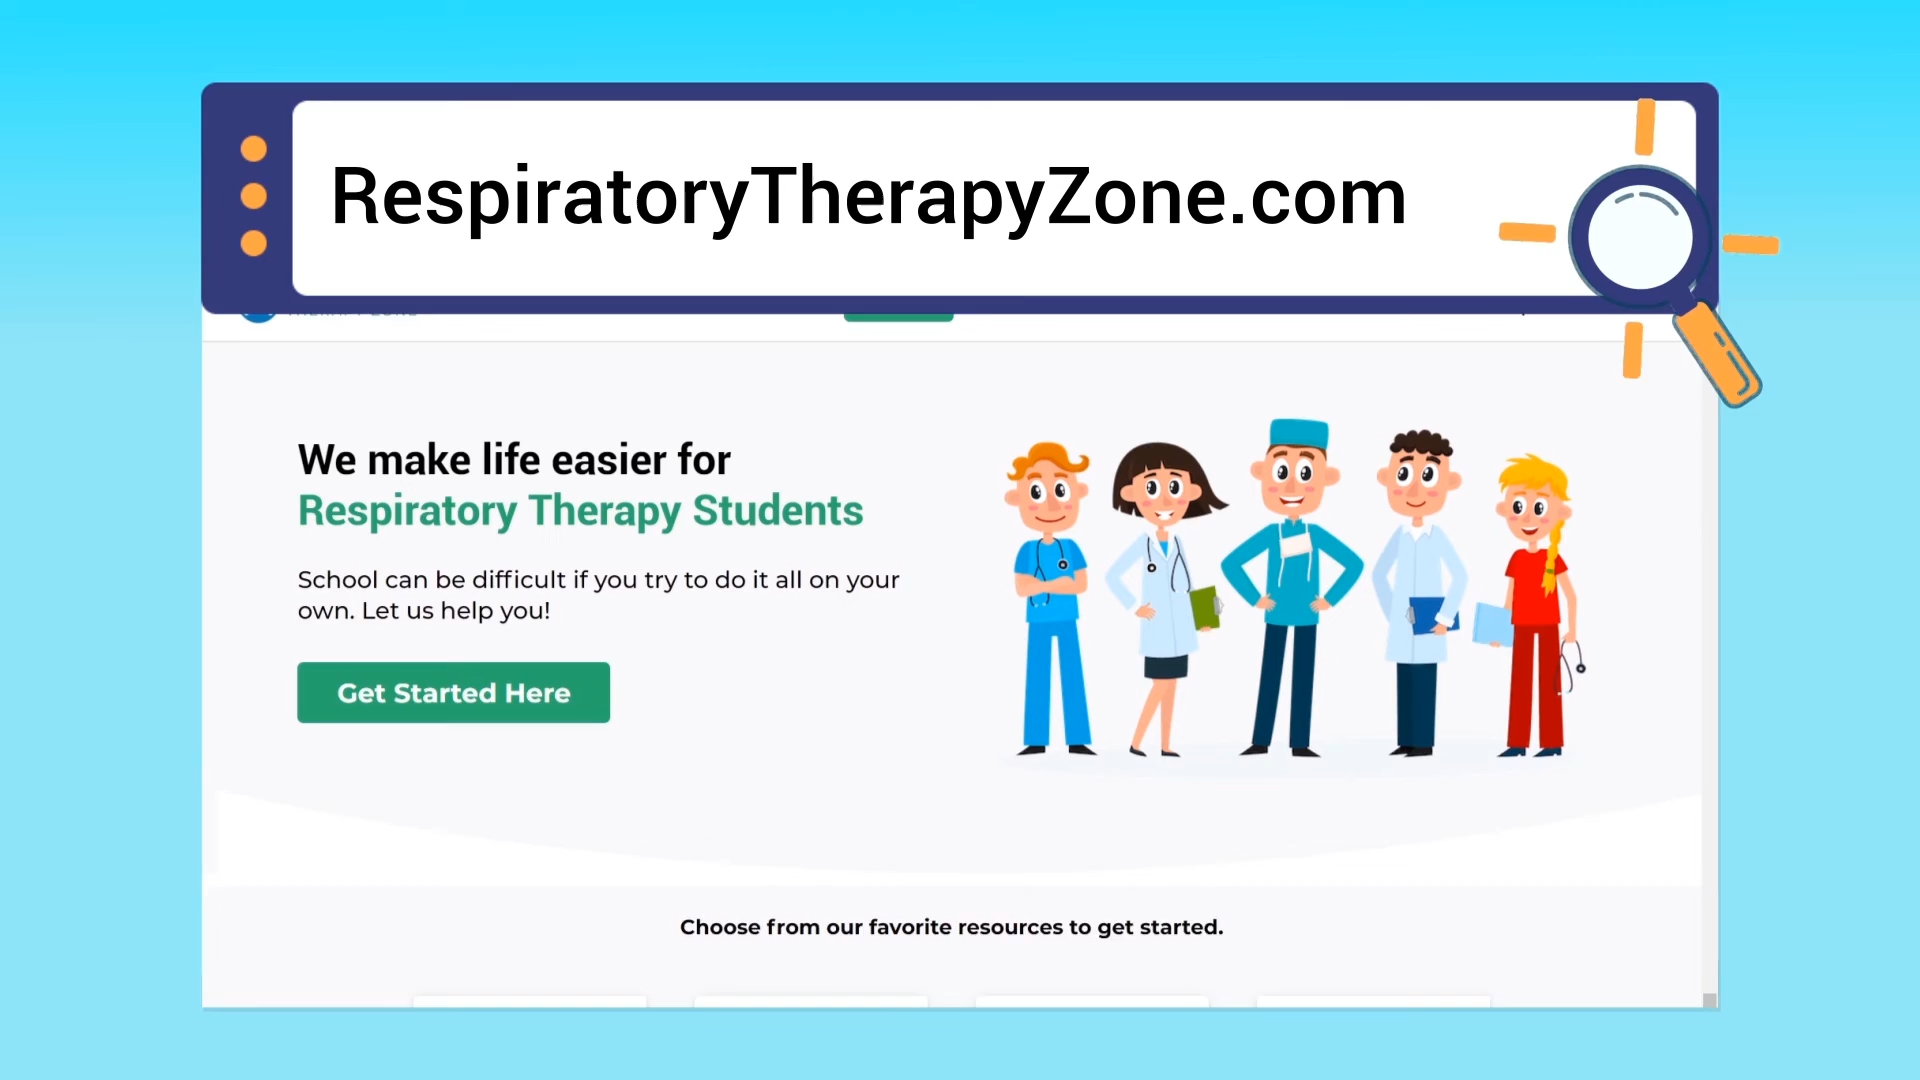 RespiratoryTherapyZone.com
We make life easier for
Respiratory Therapy Students
School can be difficult if you try to do it all on your
own. Let us help you!
Get Started Here
Choose from our favorite resources to get started.